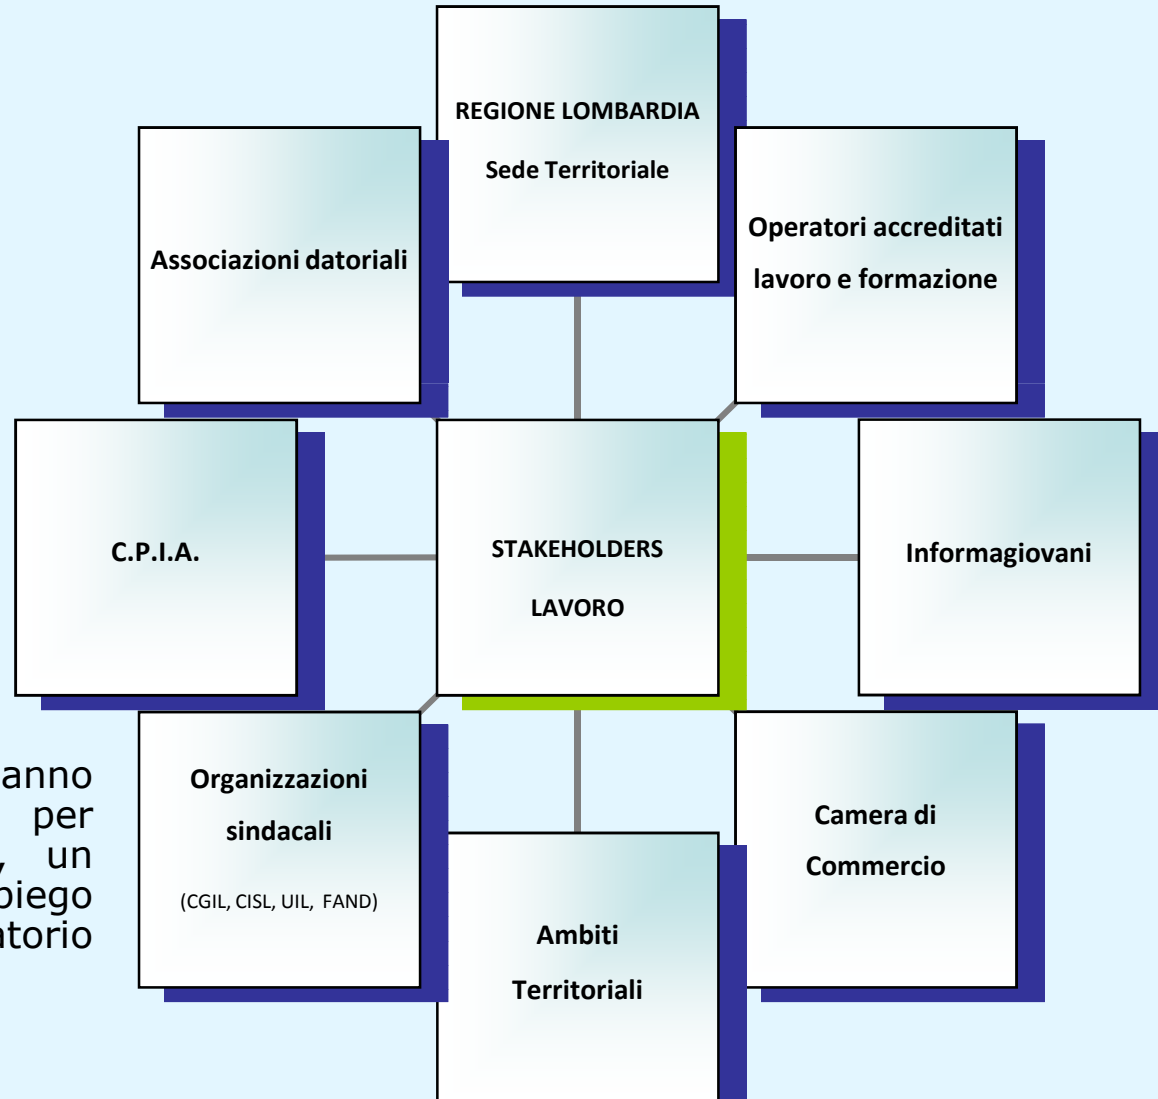 REGIONE LOMBARDIA
Sede Territoriale
Associazioni datoriali
Operatori accreditati
lavoro e formazione
C.P.I.A.
STAKEHOLDERS
LAVORO
Informagiovani
Organizzazioni
sindacali
(CGIL, CISL, UIL, FAND)
Camera di
Commercio
Ambiti
Territoriali
anno
per
, un
piego
atorio